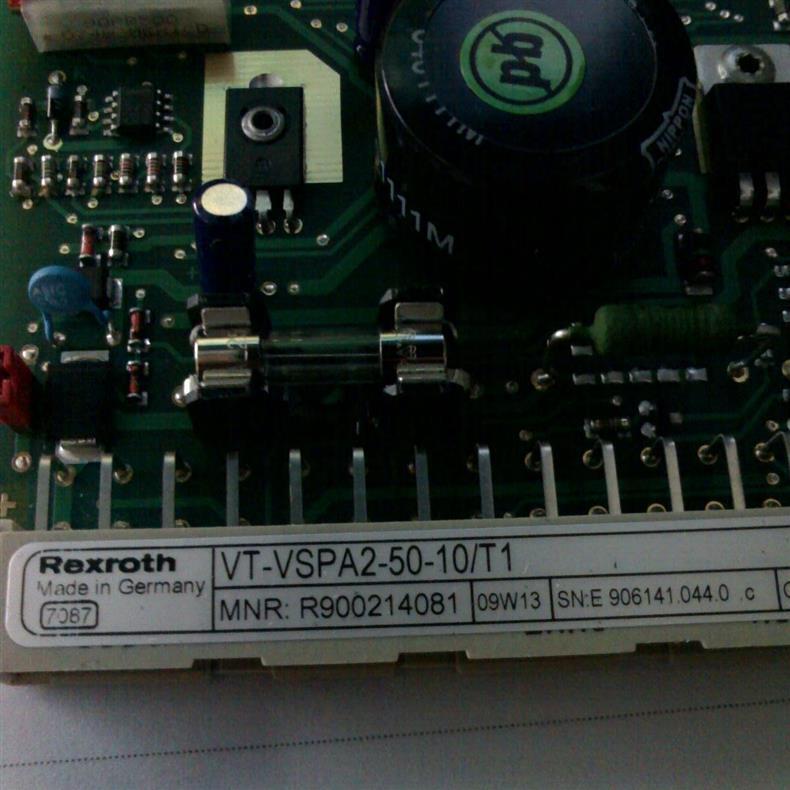 pb
NIPPON
1111M
Rexroth
Made in Germany
7087
VT-VSPA2-50-10/T1
MNR: R900214081
09W13
SN:E 906141.044.0 .c